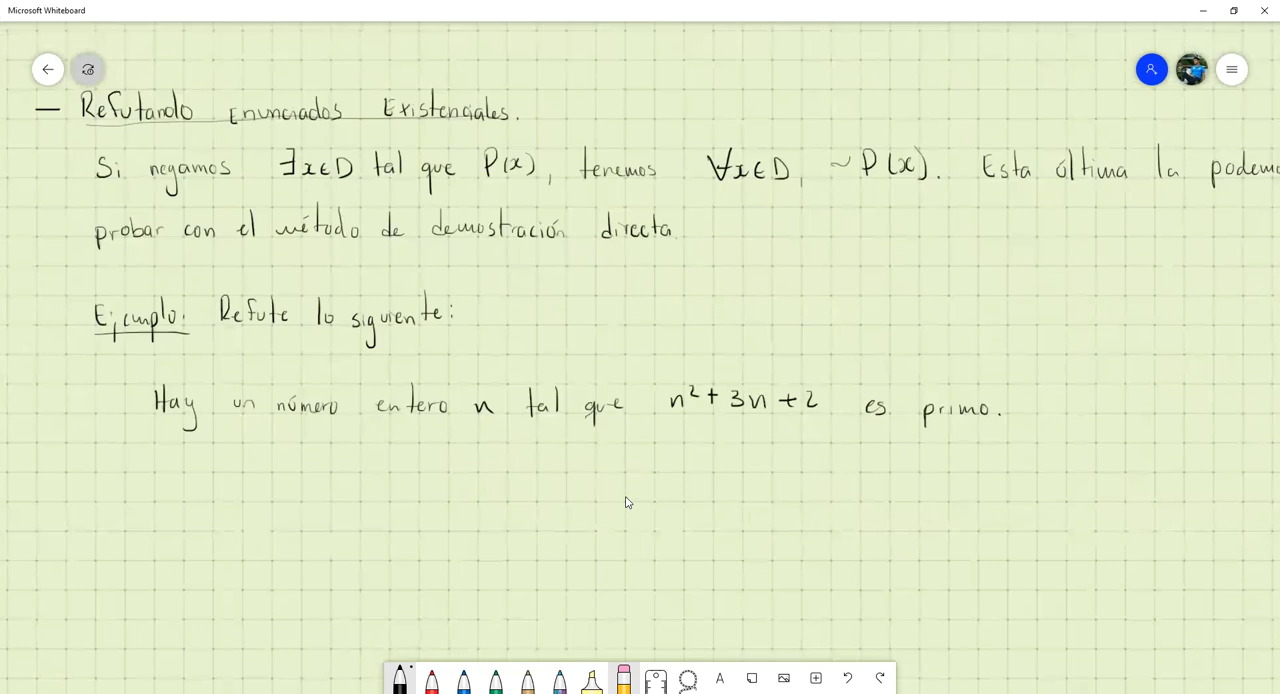 Microsoft Whiteboard
— Refutando Enunciados Existenciales.
Si negamos ∃x∈D tal que P(x), tenemos ∀x∈D, ~P(x). Esta última la podemo
probar con el método de demostración directa.
Ejemplo: Refute lo siguiente:
Hay un número entero n tal que n²+3n+2 es primo.